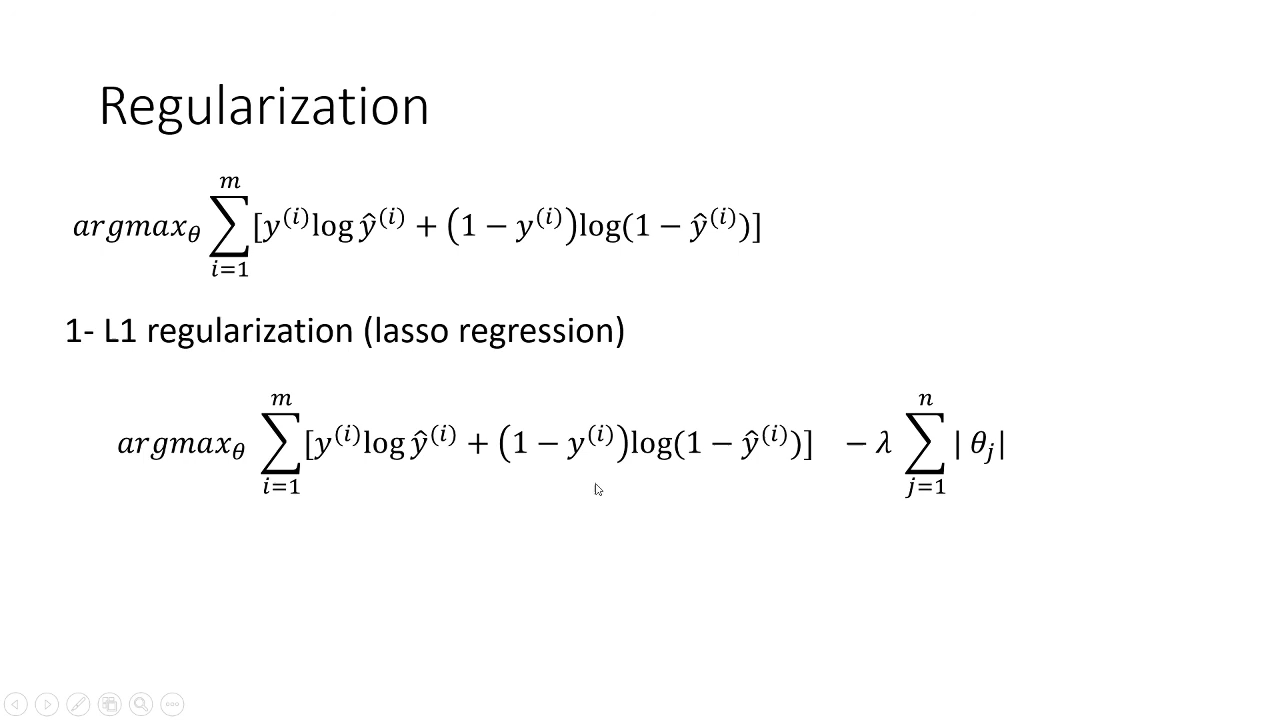 Regularization
argmax_θ ∑_{i=1}^{m} [y^{(i)} log ŷ^{(i)} + (1 − y^{(i)}) log(1 − ŷ^{(i)})]
1- L1 regularization (lasso regression)
argmax_θ ∑_{i=1}^{m} [y^{(i)} log ŷ^{(i)} + (1 − y^{(i)}) log(1 − ŷ^{(i)})] − λ ∑_{j=1}^{n} | θ_j|